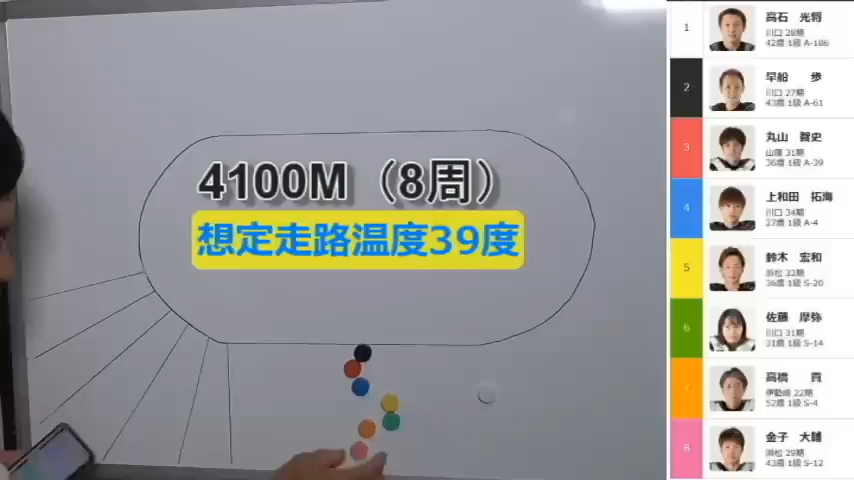 4100M（8周）
想定走路温度39度
1
高石 光将
川口 28期
42歳 1級 A-186
2
早船 歩
川口 27期
43歳 1級 A-61
3
丸山 智史
山陽 31期
36歳 1級 A-39
4
上和田 拓海
川口 34期
27歳 1級 A-4
5
鈴木 宏和
浜松 32期
36歳 1級 S-20
6
佐藤 摩弥
川口 31期
31歳 1級 S-14
7
高橋 貢
伊勢崎 22期
52歳 1級 S-4
8
金子 大輔
浜松 29期
43歳 1級 S-12